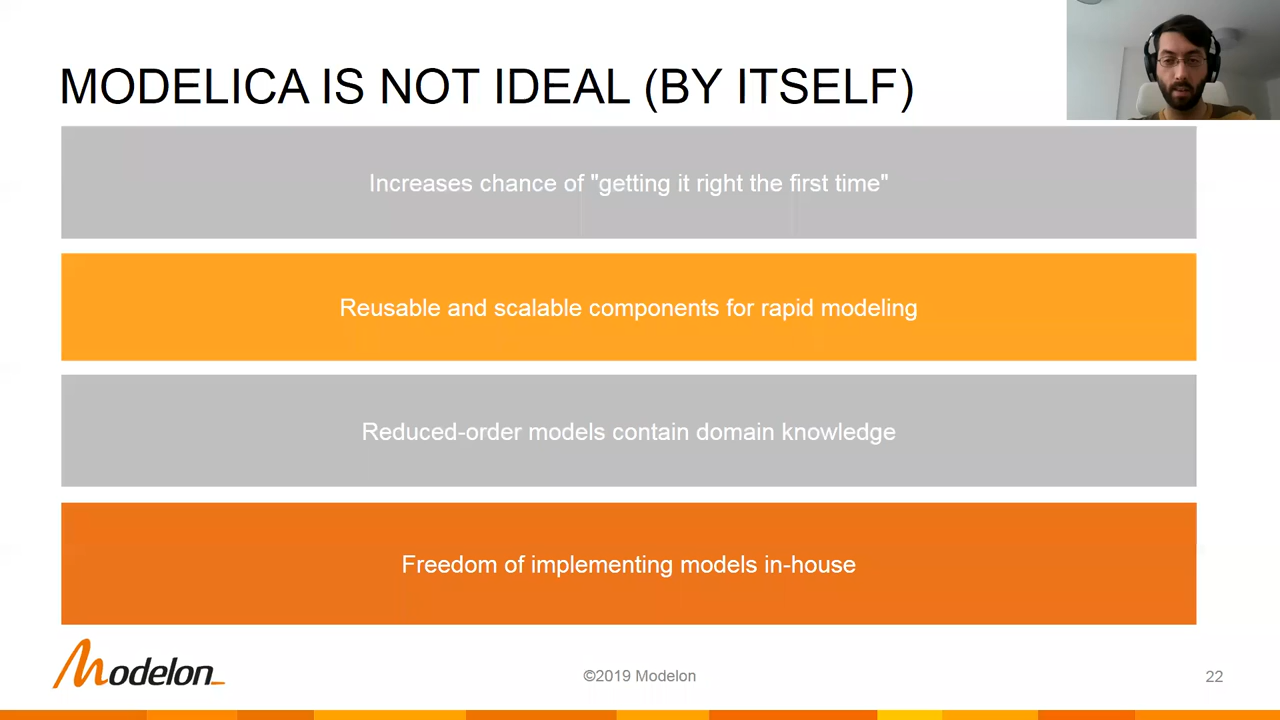 MODELICA IS NOT IDEAL (BY ITSELF)
Increases chance of "getting it right the first time"
Reusable and scalable components for rapid modeling
Reduced-order models contain domain knowledge
Freedom of implementing models in-house
Modelon
©2019 Modelon
22